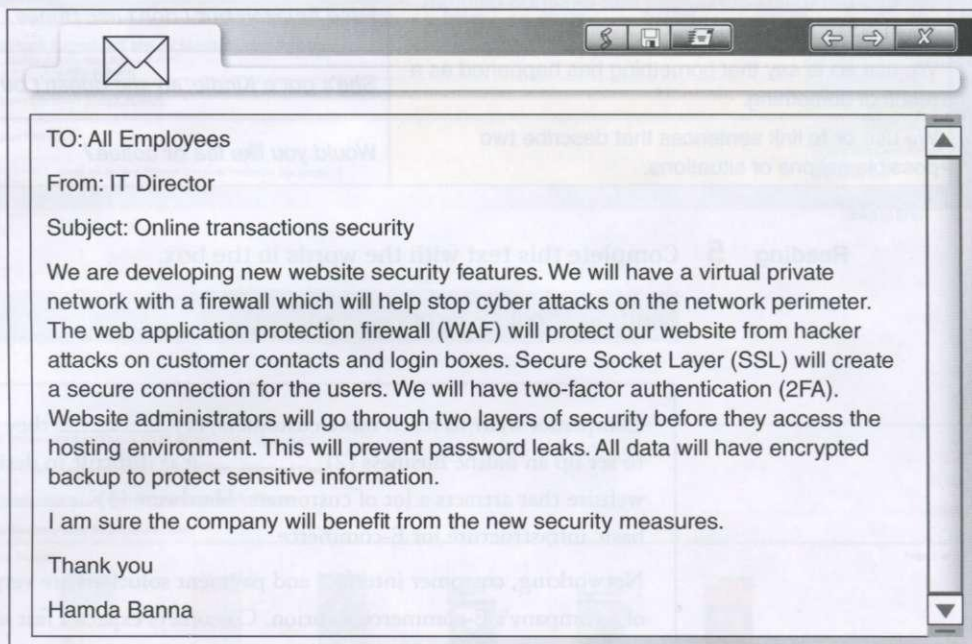 TO: All Employees
From: IT Director
Subject: Online transactions security
We are developing new website security features. We will have a virtual private
network with a firewall which will help stop cyber attacks on the network perimeter.
The web application protection firewall (WAF) will protect our website from hacker
attacks on customer contacts and login boxes. Secure Socket Layer (SSL) will create
a secure connection for the users. We will have two-factor authentication (2FA).
Website administrators will go through two layers of security before they access the
hosting environment. This will prevent password leaks. All data will have encrypted
backup to protect sensitive information.
I am sure the company will benefit from the new security measures.
Thank you
Hamda Banna